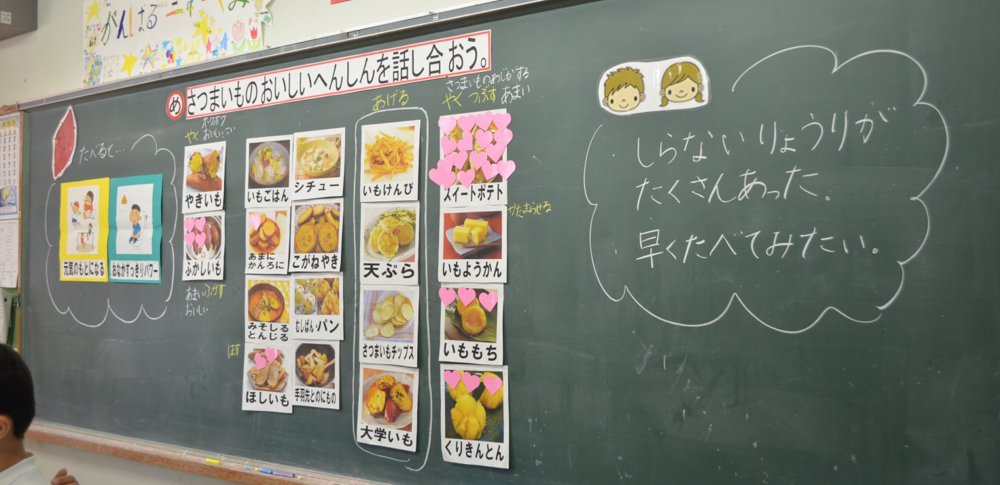 がんばる
め
さつまいものおいしいへんしんを話し合おう。
たべると…
元気のもとになる
おなかすっきりパワー
やく
ホクホク
おいしい
やきいも
ふかしいも
あまい
ふかす
おいしい
いもごはん
あまに
かんろに
みそしる
とんじる
ほす
ほしいも
シチュー
こがねやき
むしぱん・パン
手羽先とのにもの
あげる
いもけんぴ
天ぷら
さつまいもチップス
大学いも
さつまいものあじがする
やく つぶす あまい
スイートポテト
かたまらせる
いもようかん
いももち
くりきんとん
しらないりょうりが
たくさんあった。
早くたべてみたい。